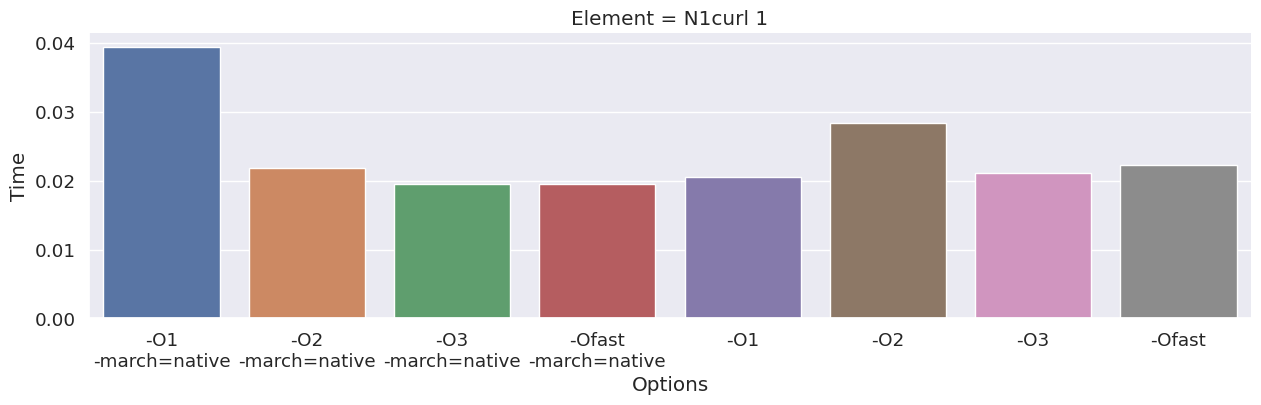 Element = N1curl 1
Time
0.04
0.03
0.02
0.01
0.00
-O1
-march=native
-O2
-march=native
-O3
-march=native
-Ofast
-march=native
-O1
-O2
-O3
-Ofast
Options